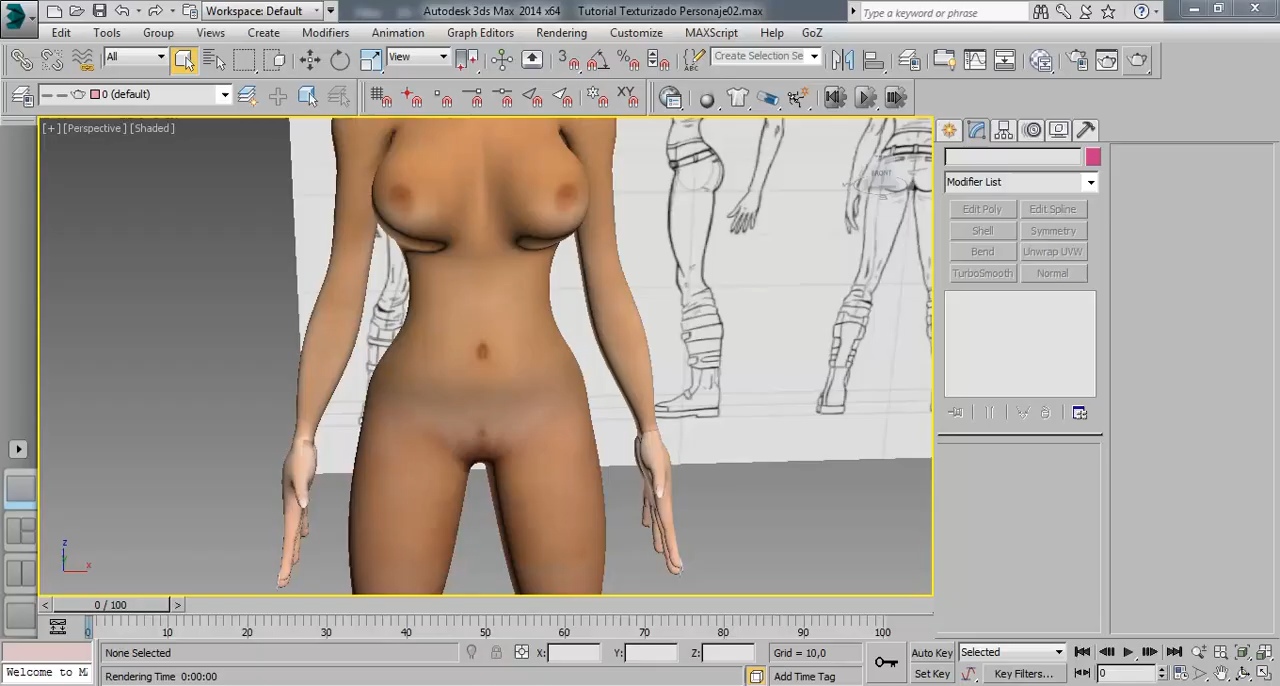 Workspace: Default
Autodesk 3ds Max 2014 x64 Tutorial Texturizado Personaje02.max
Type a keyword or phrase
Edit Tools Group Views Create Modifiers Animation Graph Editors Rendering Customize MAXScript Help GoZ
All View 3 Create Selection Se
0 (default) XY
[+] [Perspective] [Shaded]
FRONT
Modifier List
Edit Poly Edit Spline
Shell Symmetry
Bend Unwrap UVW
TurboSmooth Normal
z
x
0 / 100
0 10 20 30 40 50 60 70 80 90 100
None Selected X: Y: Z: Grid = 10,0 Auto Key Selected
Welcome to M Rendering Time 0:00:00 Add Time Tag Set Key Key Filters... 0